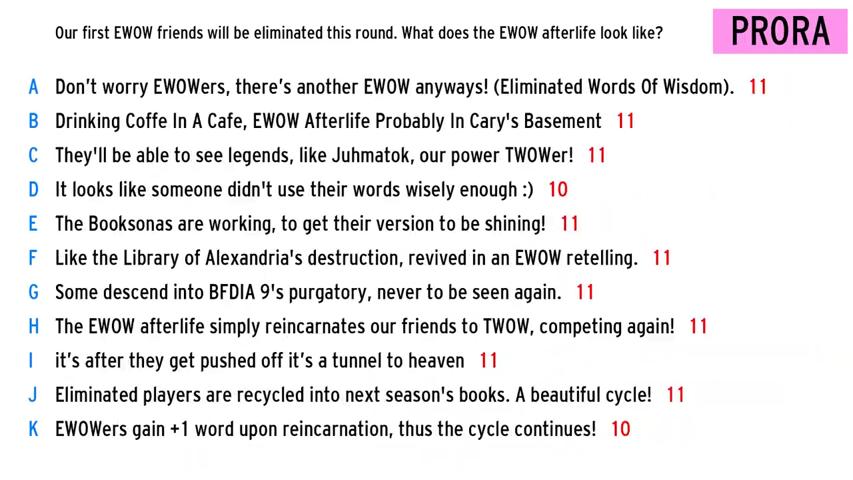 Our first EWOW friends will be eliminated this round. What does the EWOW afterlife look like?
PRORA
A Don't worry EWOWers, there's another EWOW anyways! (Eliminated Words Of Wisdom). 11
B Drinking Coffe In A Cafe, EWOW Afterlife Probably In Cary's Basement 11
C They'll be able to see legends, like Juhmatok, our power TWOWer! 11
D It looks like someone didn't use their words wisely enough :) 10
E The Booksonas are working, to get their version to be shining! 11
F Like the Library of Alexandria's destruction, revived in an EWOW retelling. 11
G Some descend into BFDIA 9's purgatory, never to be seen again. 11
H The EWOW afterlife simply reincarnates our friends to TWOW, competing again! 11
I it's after they get pushed off it's a tunnel to heaven 11
J Eliminated players are recycled into next season's books. A beautiful cycle! 11
K EWOWers gain +1 word upon reincarnation, thus the cycle continues! 10